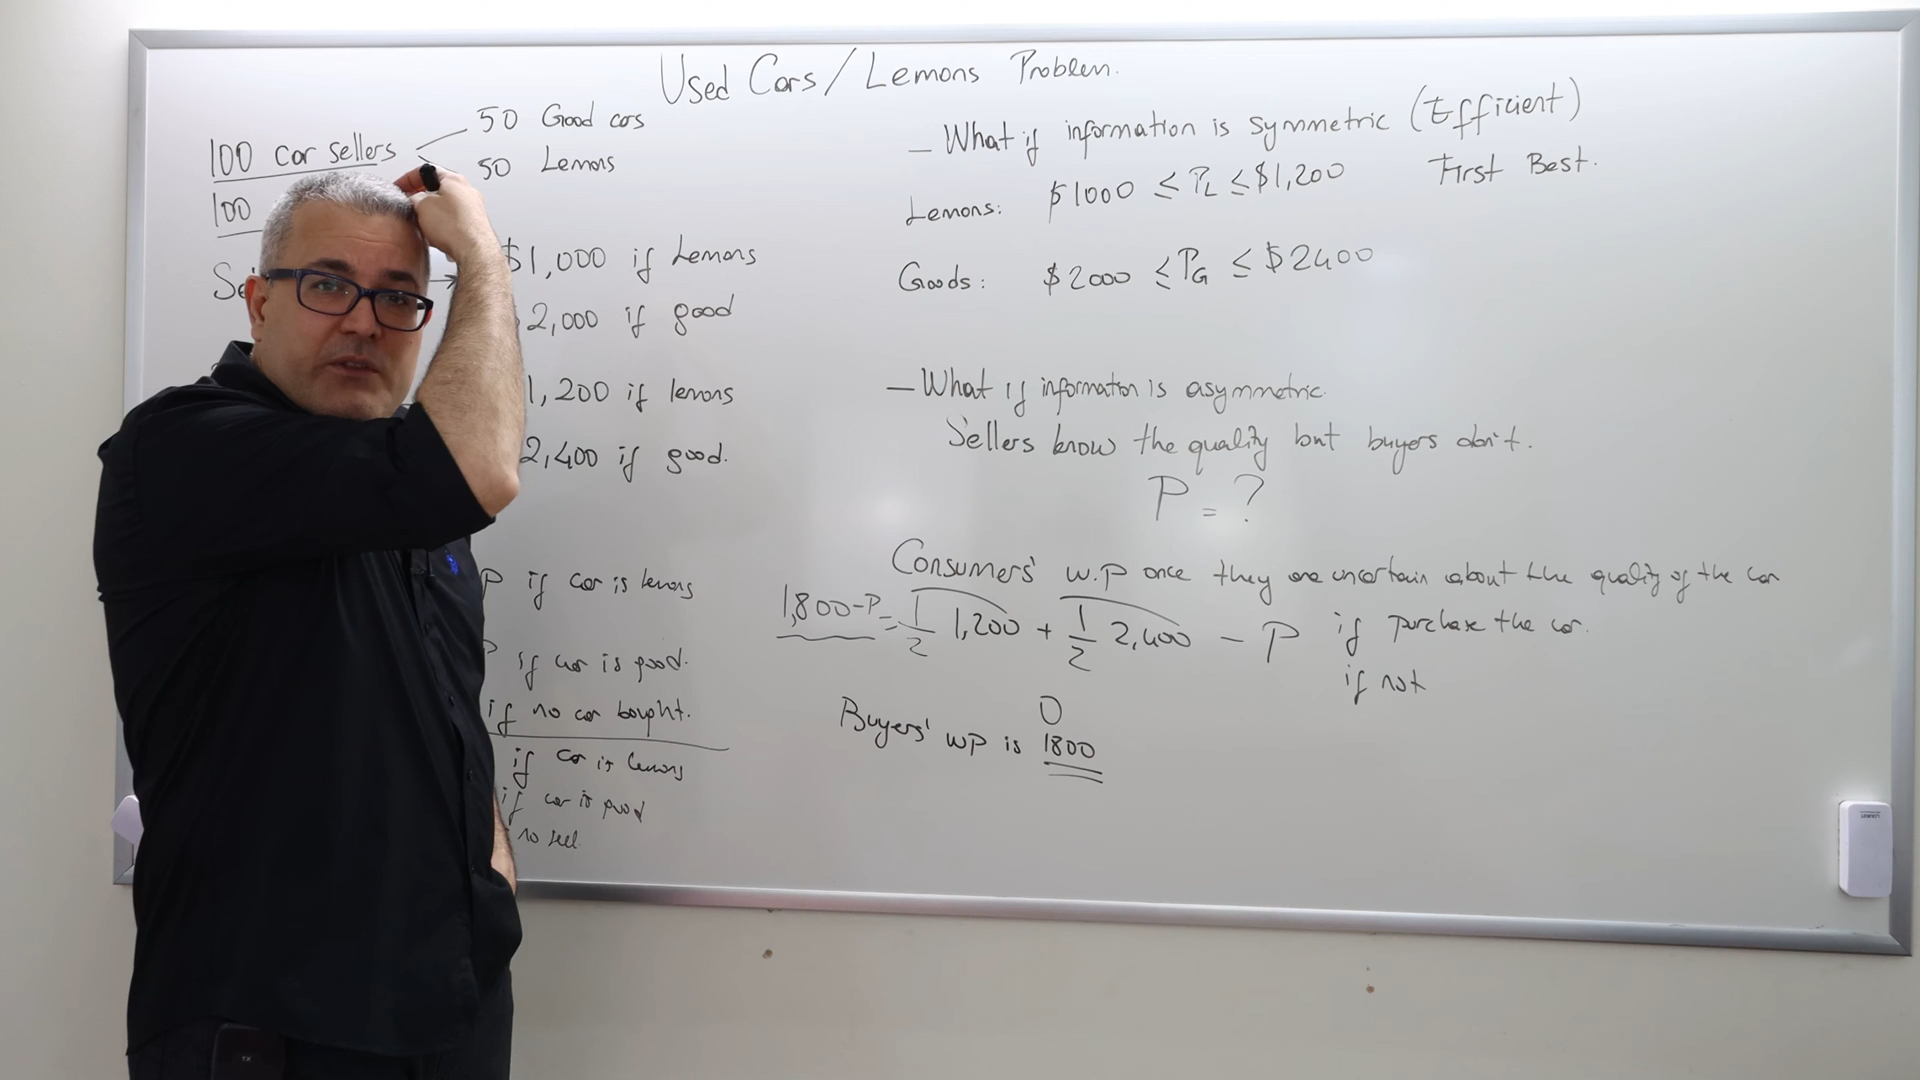 Used Cars / Lemons Problem.
100 car sellers
50 Good cars
50 Lemons
100
$1,000 if Lemons
2,000 if good
1,200 if lemons
2,400 if good.
P if car is lemons
P if car is good.
if no car bought.
if car is lemons
if car is good
no sell
– What if information is symmetric (Efficient)
First Best.
Lemons: $1000 ≤ PL ≤ $1,200
Goods: $2000 ≤ PG ≤ $2400
– What if information is asymmetric.
Sellers know the quality but buyers don't.
P = ?
Consumers' w.p once they are uncertain about the quality of the car
1,800-P = 1/2 1,200 + 1/2 2,400 - P if purchase the car.
0 if not
Buyers' wp is 1800
TX